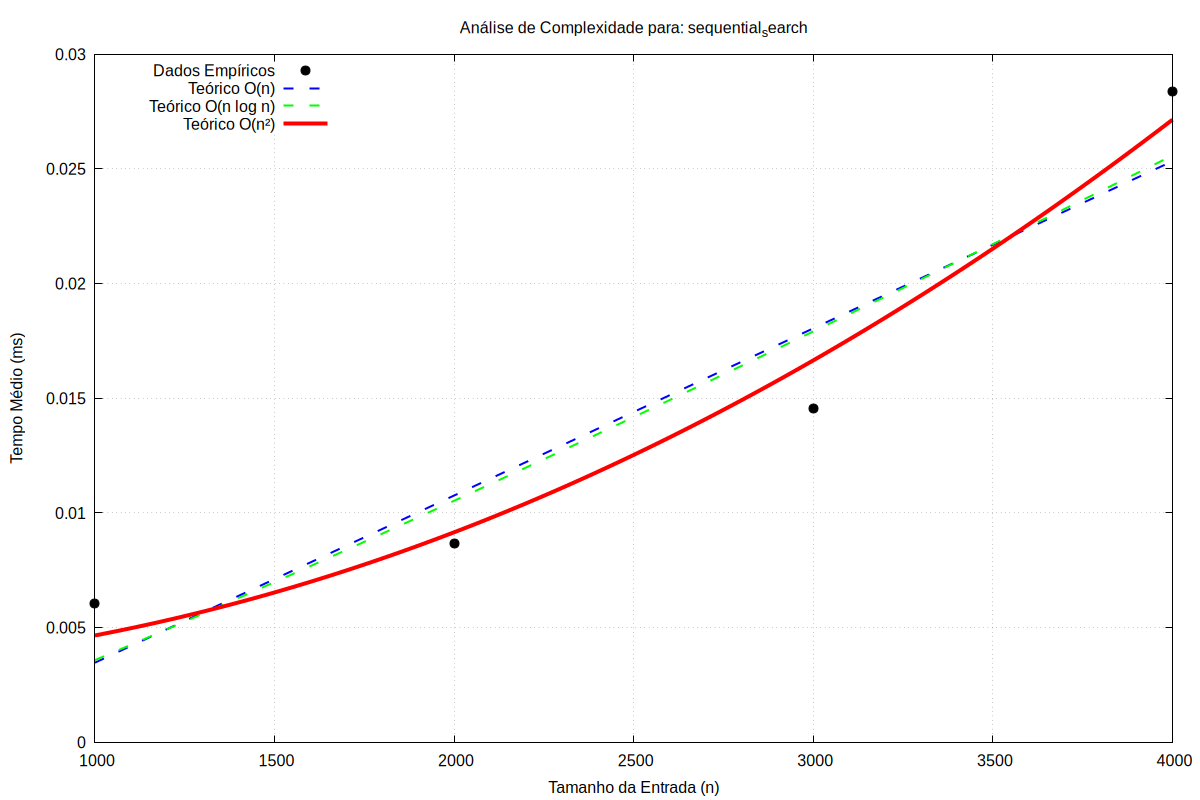 Análise de Complexidade para: sequentialsearch
0.03
0.025
0.02
0.015
0.01
0.005
0
Dados Empíricos
Teórico O(n)
Teórico O(n log n)
Teórico O(n²)
Tempo Médio (ms)
1000 1500 2000 2500 3000 3500 4000
Tamanho da Entrada (n)